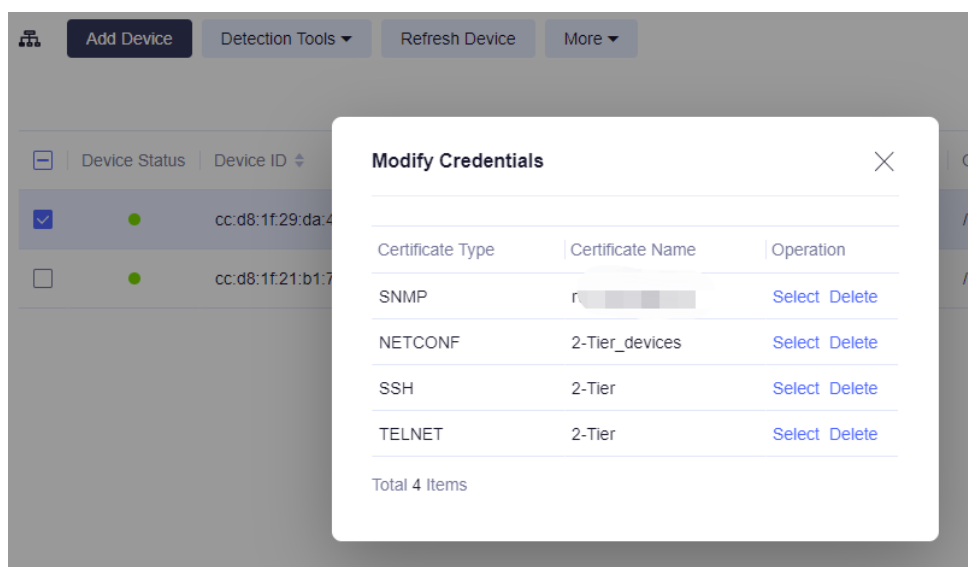 Add Device Detection Tools Refresh Device More
Modify Credentials
Device Status Device ID
Certificate Type Certificate Name Operation
cc:d8:1f:29:da:4
SNMP Select Delete
cc:d8:1f:21:b1:7
NETCONF 2-Tier_devices Select Delete
SSH 2-Tier Select Delete
TELNET 2-Tier Select Delete
Total 4 Items